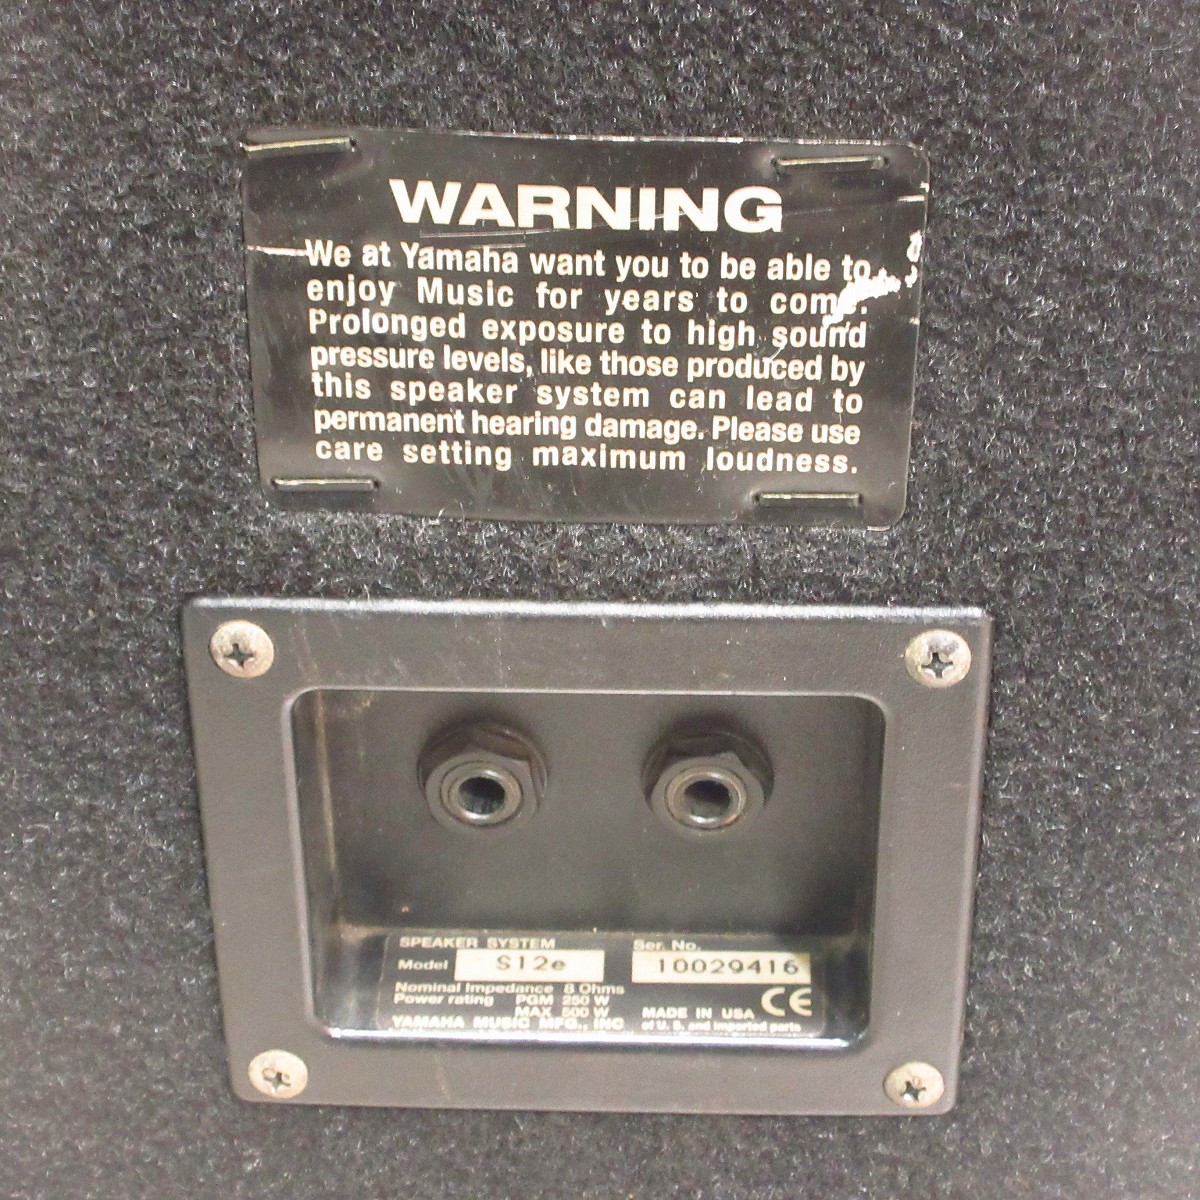 WARNING
We at Yamaha want you to be able to
enjoy Music for years to come.
Prolonged exposure to high sound
pressure levels, like those produced by
this speaker system can lead to
permanent hearing damage. Please use
care setting maximum loudness.
SPEAKER SYSTEM Ser. No.
Model S12e 10029416
Nominal Impedance 8 Ohms
Power rating PGM 250 W
MAX 500 W MADE IN USA CE
YAMAHA MUSIC MFG., INC of U. S. and imported parts